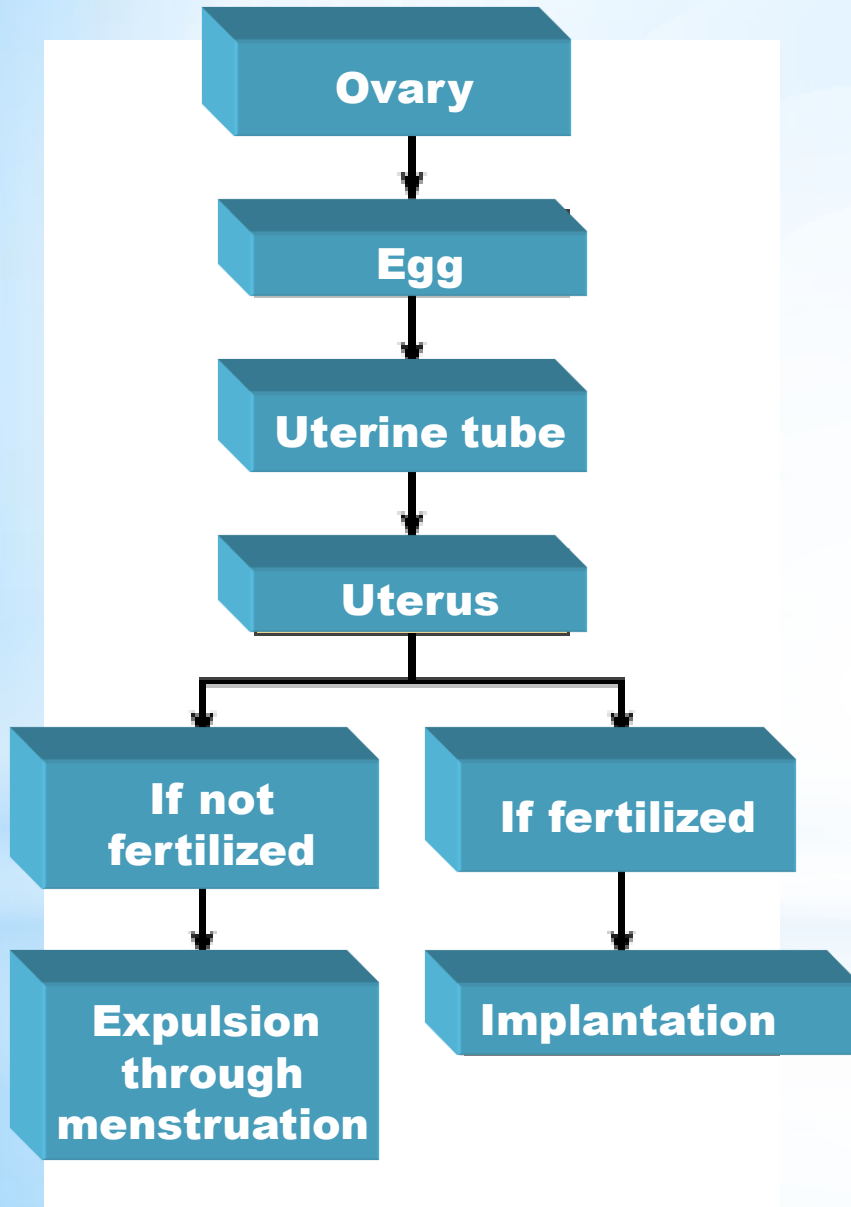 Ovary
Egg
Uterine tube
Uterus
If not
fertilized
If fertilized
Expulsion
through
menstruation
Implantation